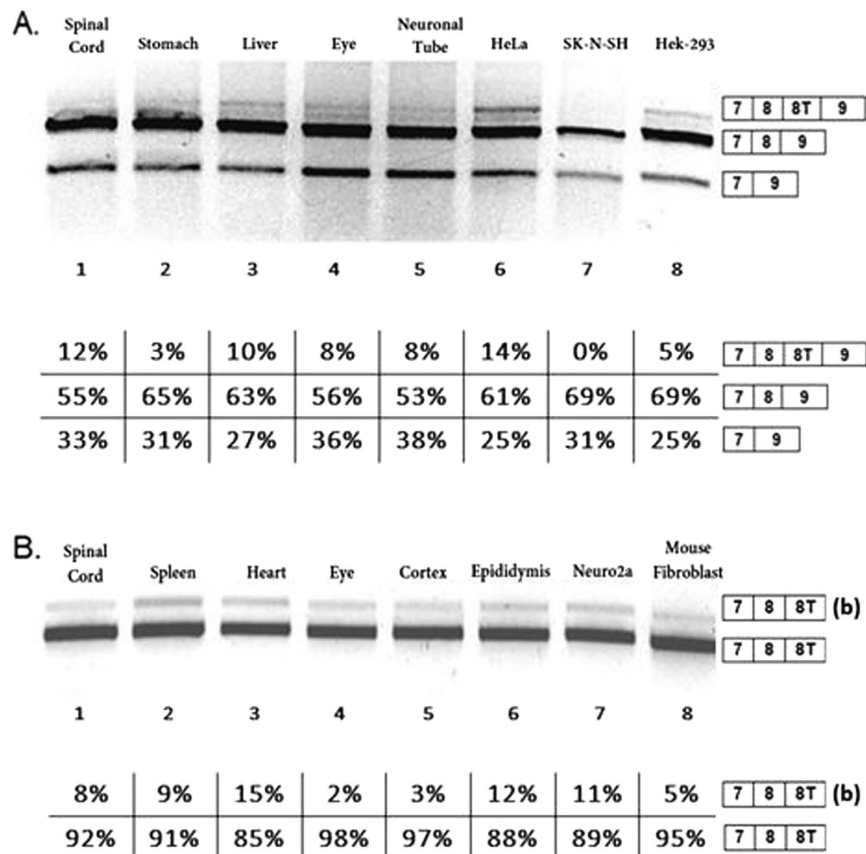 A.
Spinal Cord Stomach Liver Eye Neuronal Tube HeLa SK-N-SH Hek-293
7 8 8T 9
7 8 9
7 9
1 2 3 4 5 6 7 8
12% 3% 10% 8% 8% 14% 0% 5% 7 8 8T 9
55% 65% 63% 56% 53% 61% 69% 69% 7 8 9
33% 31% 27% 36% 38% 25% 31% 25% 7 9
B.
Spinal Cord Spleen Heart Eye Cortex Epididymis Neuro2a Mouse Fibroblast
7 8 8T (b)
7 8 8T
1 2 3 4 5 6 7 8
8% 9% 15% 2% 3% 12% 11% 5% 7 8 8T (b)
92% 91% 85% 98% 97% 88% 89% 95% 7 8 8T